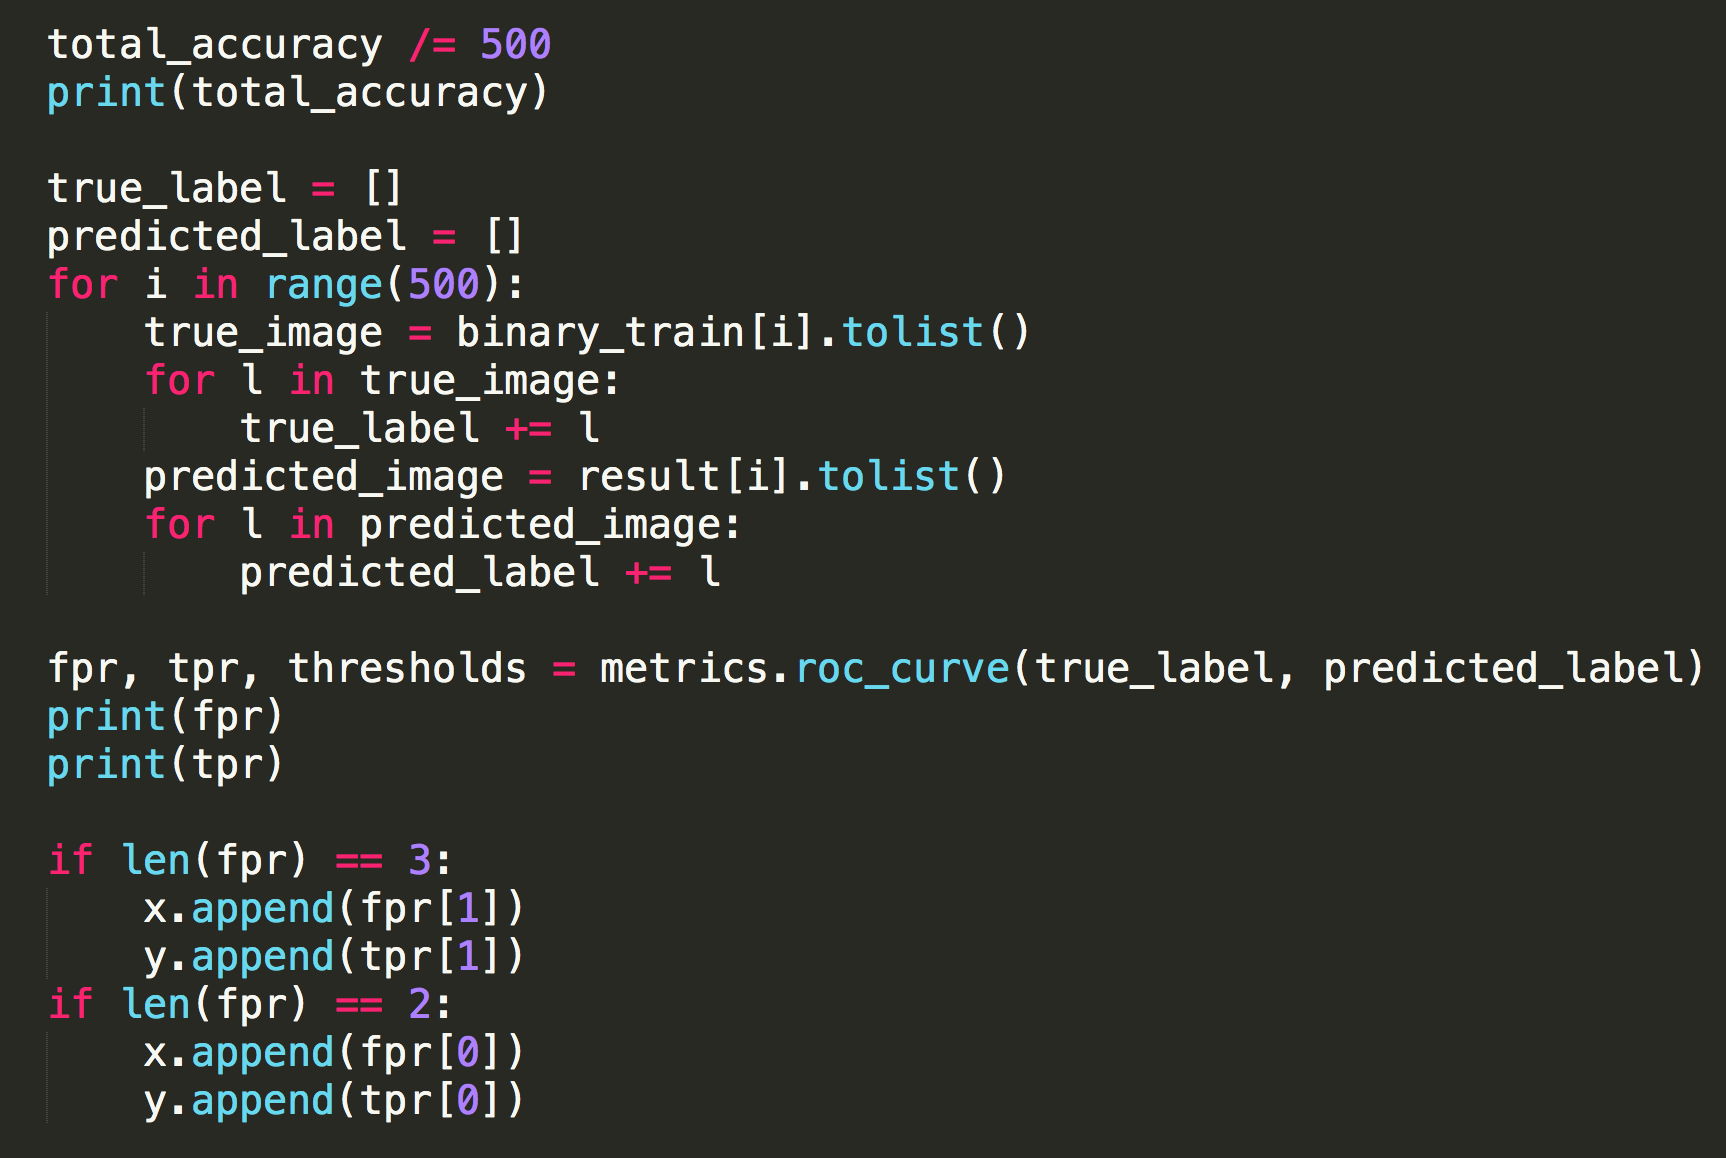 total_accuracy /= 500
print(total_accuracy)

true_label = []
predicted_label = []
for i in range(500):
    true_image = binary_train[i].tolist()
    for l in true_image:
        true_label += l
    predicted_image = result[i].tolist()
    for l in predicted_image:
        predicted_label += l

fpr, tpr, thresholds = metrics.roc_curve(true_label, predicted_label)
print(fpr)
print(tpr)

if len(fpr) == 3:
    x.append(fpr[1])
    y.append(tpr[1])
if len(fpr) == 2:
    x.append(fpr[0])
    y.append(tpr[0])